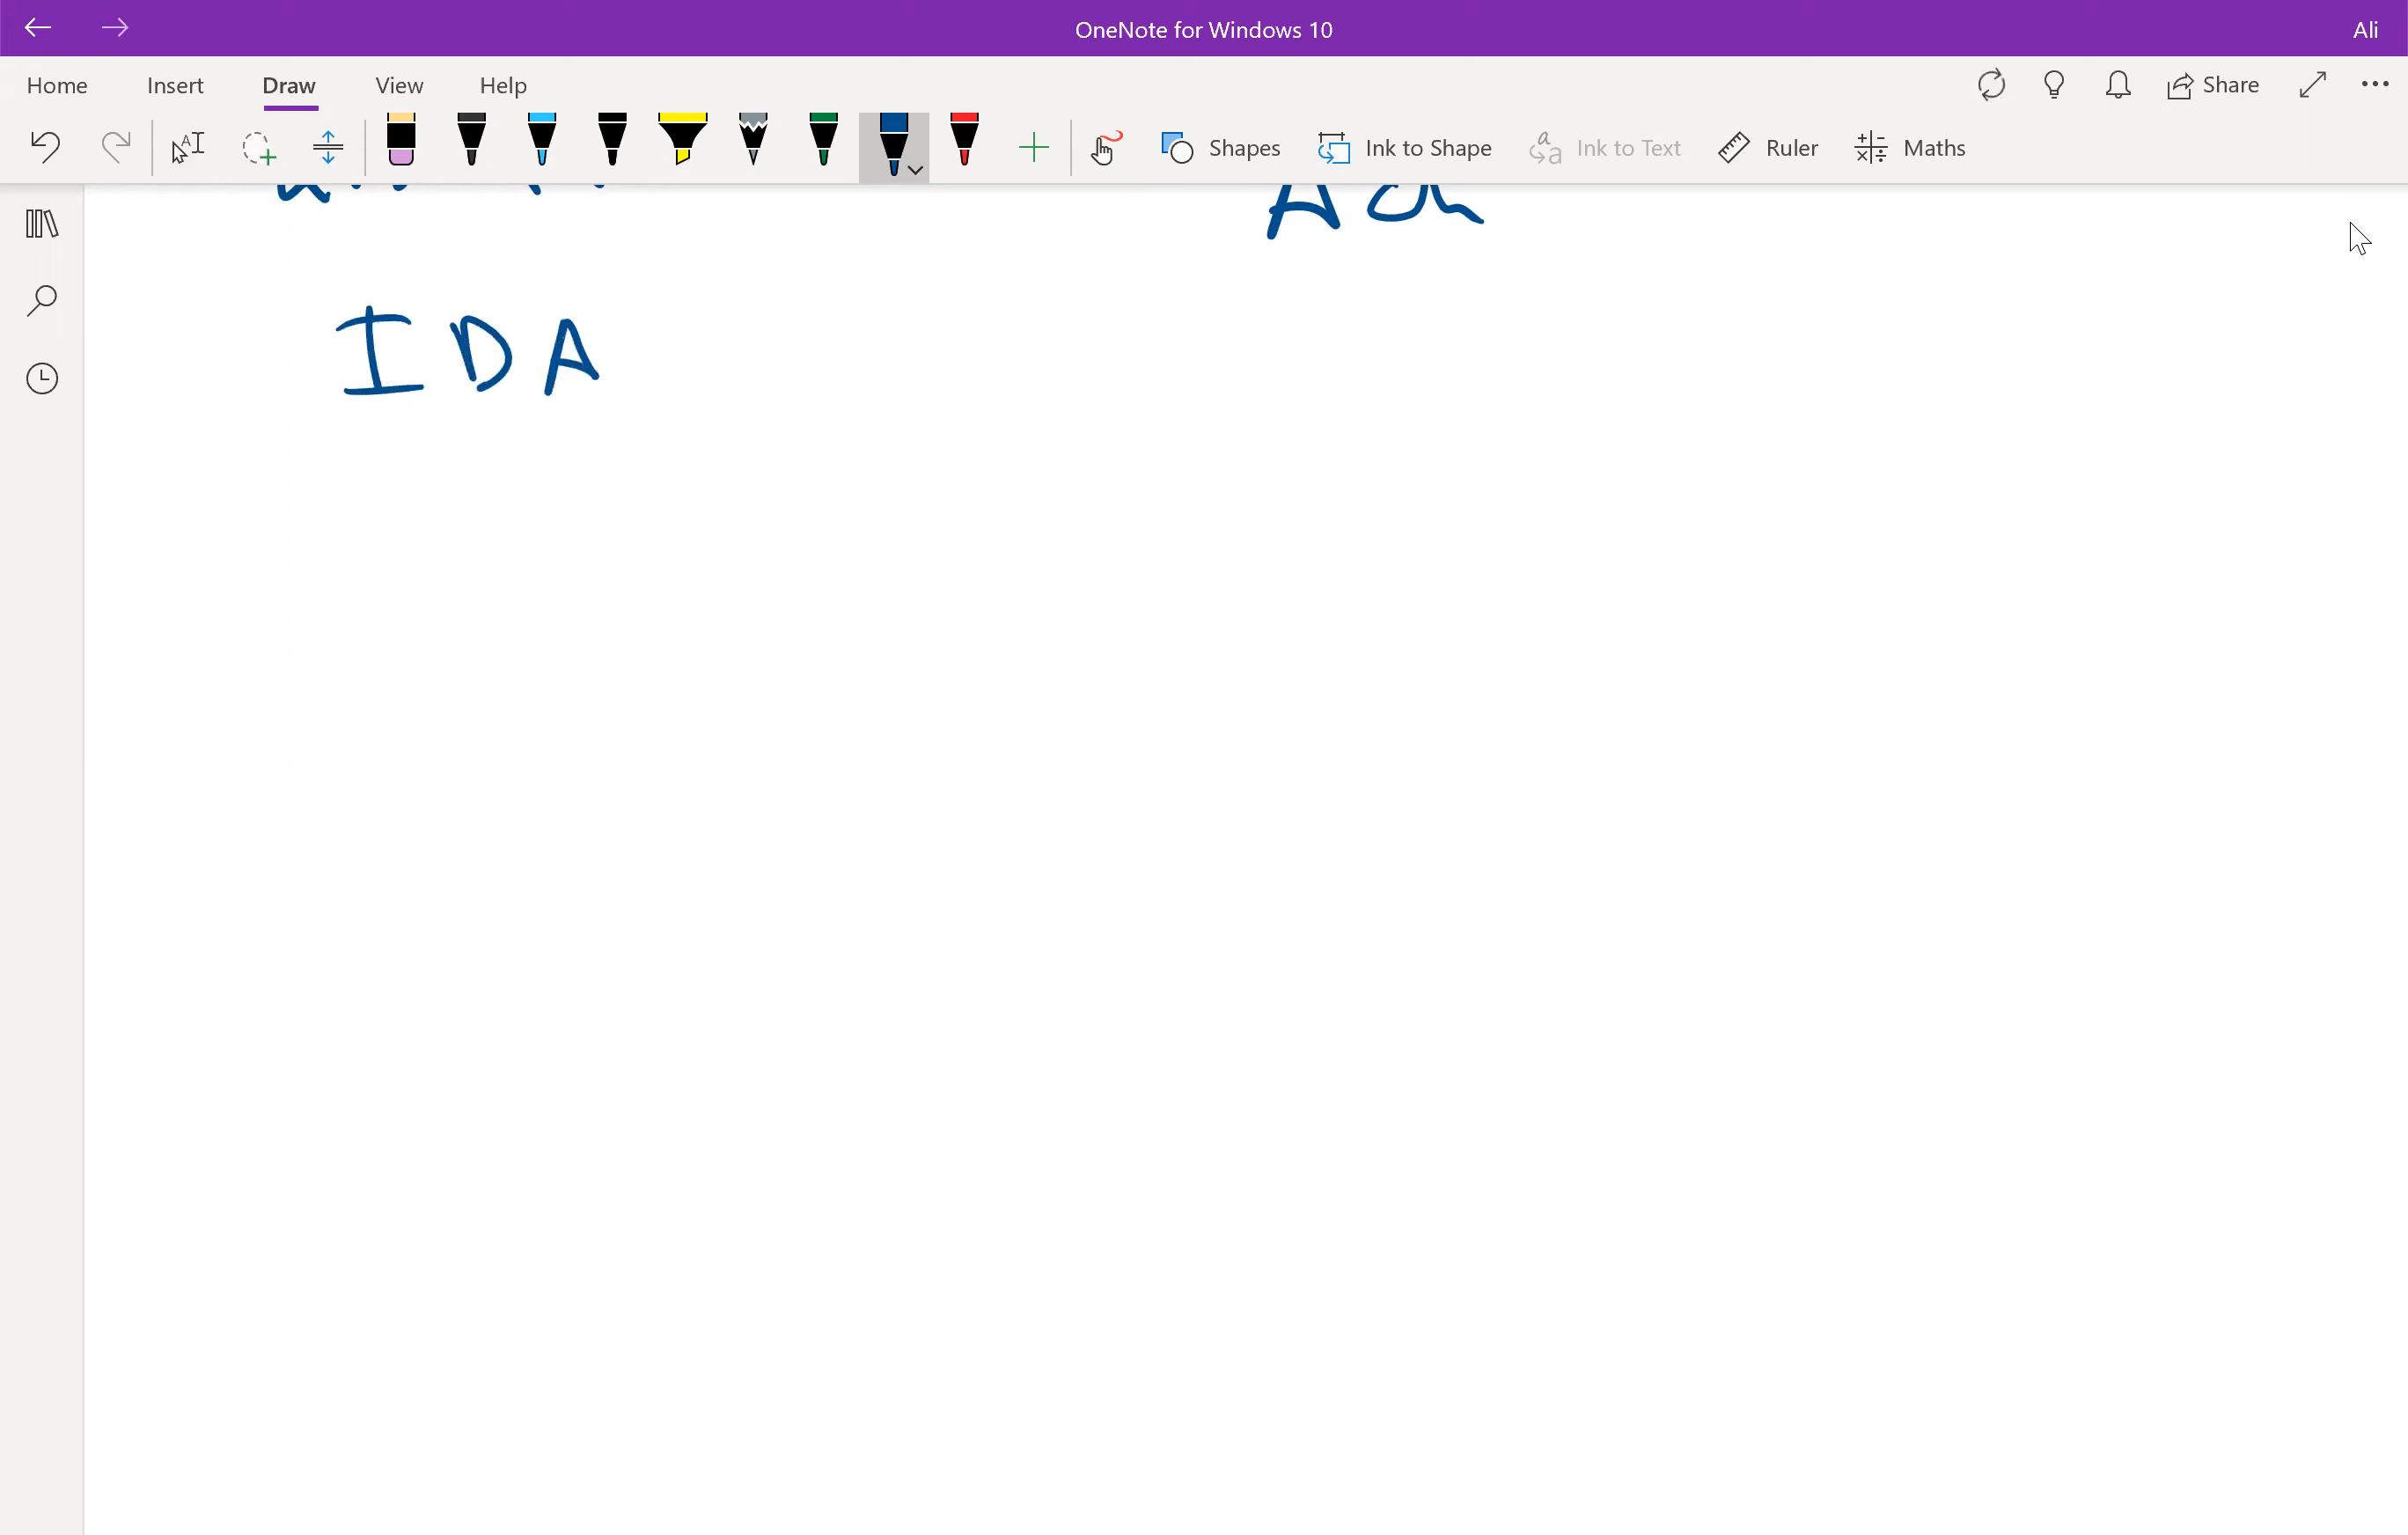 OneNote for Windows 10 Ali
Home Insert Draw View Help Share
Shapes Ink to Shape Ink to Text Ruler Maths
IDA